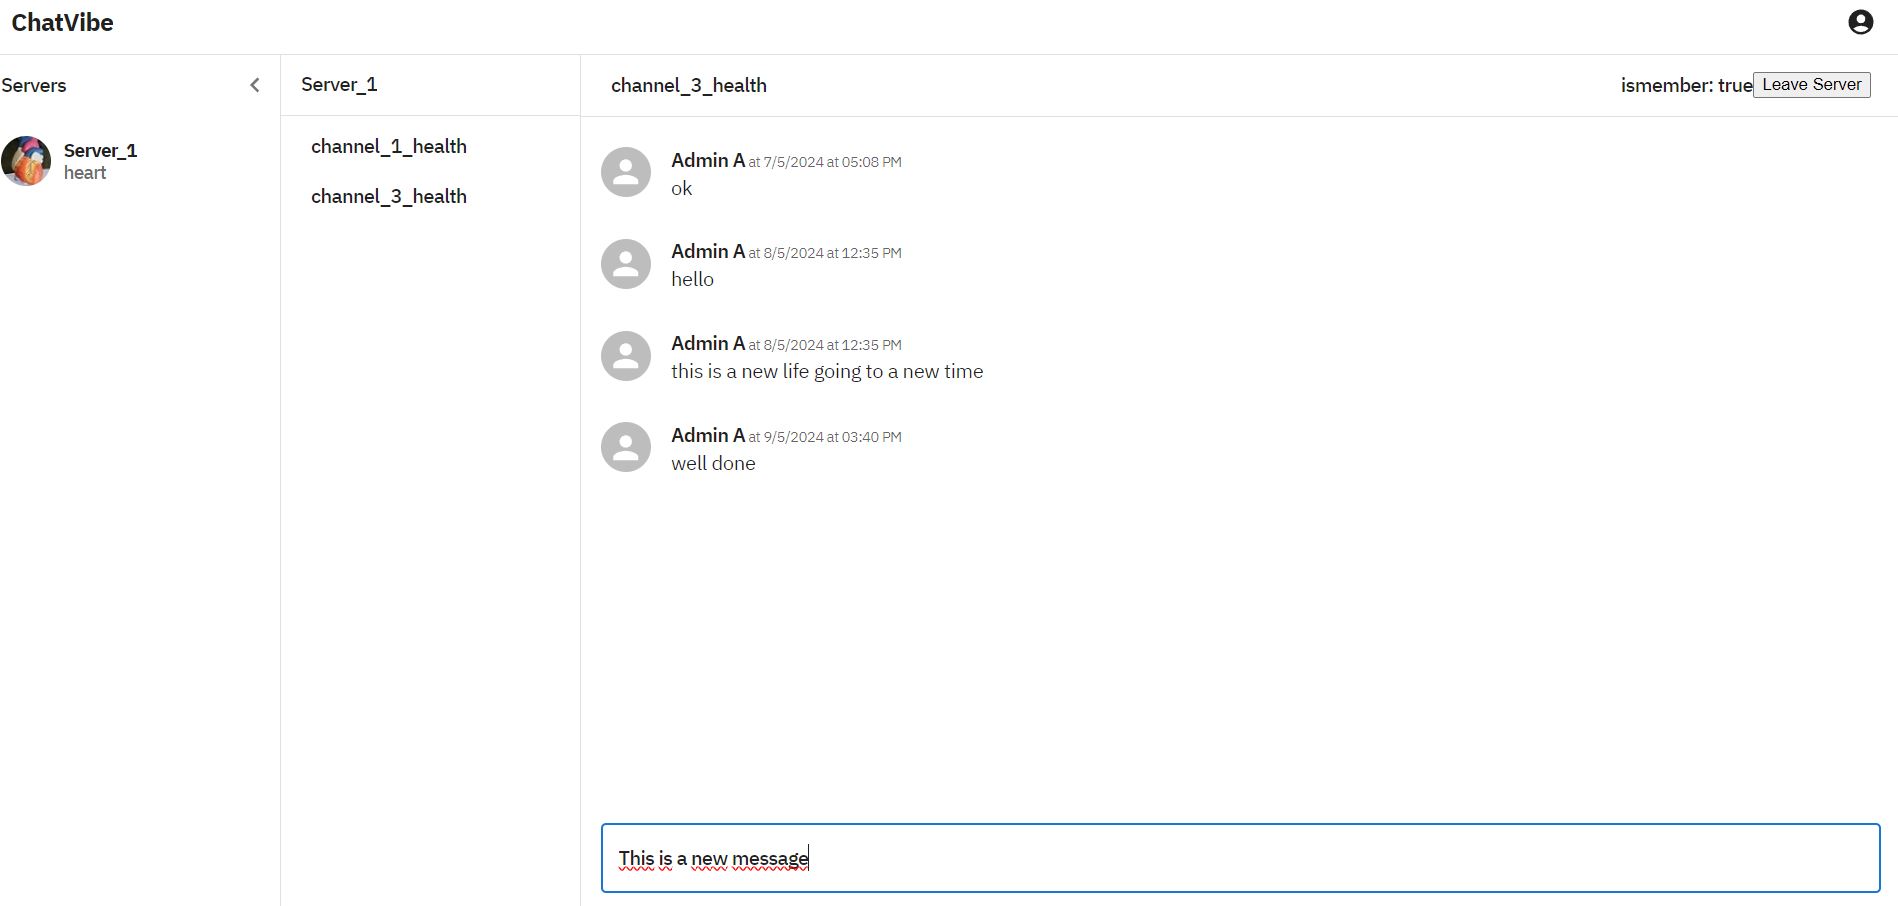 ChatVibe
Servers
Server_1
heart
Server_1
channel_1_health
channel_3_health
channel_3_health
ismember: true Leave Server
Admin A at 7/5/2024 at 05:08 PM
ok
Admin A at 8/5/2024 at 12:35 PM
hello
Admin A at 8/5/2024 at 12:35 PM
this is a new life going to a new time
Admin A at 9/5/2024 at 03:40 PM
well done
This is a new message